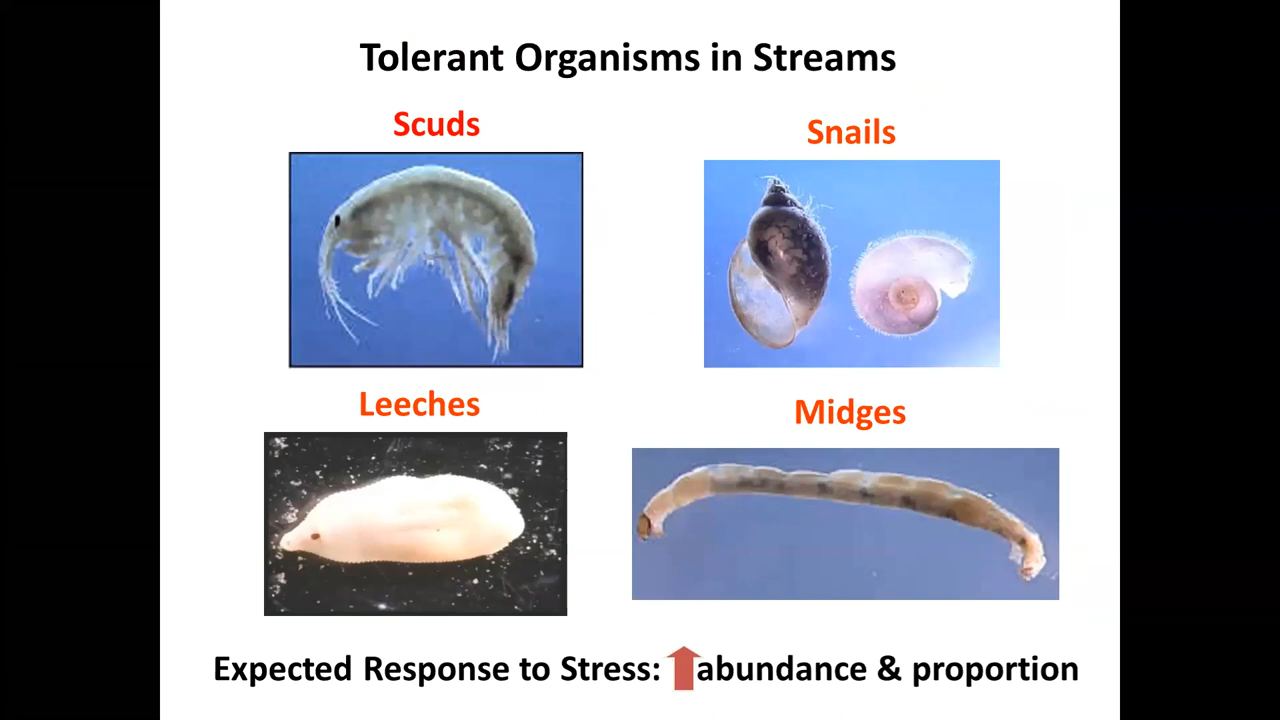 Tolerant Organisms in Streams
Scuds
Snails
Leeches
Midges
Expected Response to Stress: abundance & proportion